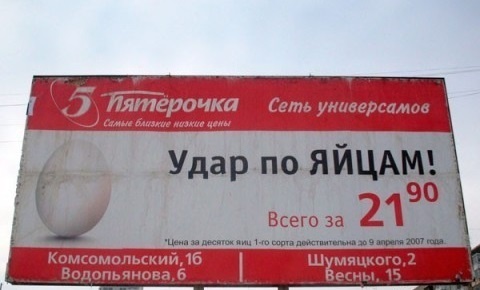 5 Пятёрочка Сеть универсамов
Самые близкие низкие цены
Удар по ЯЙЦАМ!
Всего за 21 90
*Цена за десяток яиц 1-го сорта действительна до 9 апреля 2007 года.
Комсомольский, 1б Шумяцкого, 2
Водопьянова, 6 Весны, 15